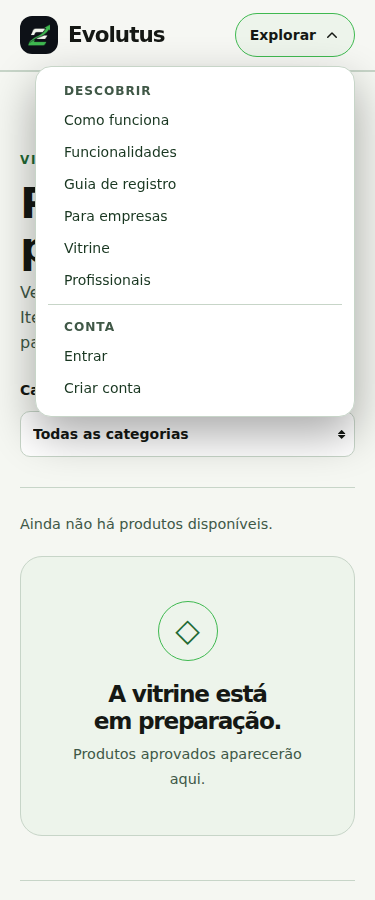 Evolutus
Explorar
DESCOBRIR
Como funciona
Funcionalidades
Guia de registro
Para empresas
Vitrine
Profissionais
CONTA
Entrar
Criar conta
Todas as categorias
Ainda não há produtos disponíveis.
A vitrine está
em preparação.
Produtos aprovados aparecerão
aqui.